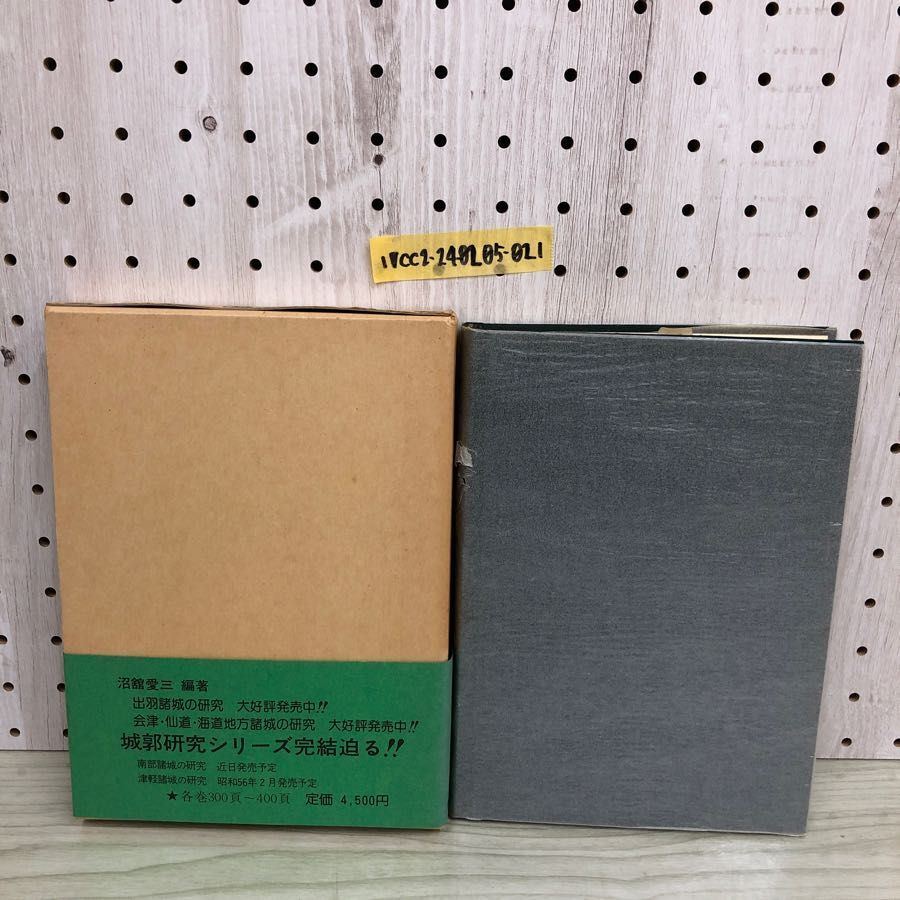 1VCC2-240205-021
沼舘愛三 編著
出羽諸城の研究 大好評発売中!!
会津・仙道・海道地方諸城の研究 大好評発売中!!
城郭研究シリーズ完結迫る!!
南部諸城の研究 近日発売予定
津軽諸城の研究 昭和56年2月発売予定
★各巻300頁～400頁 定価 4,500円